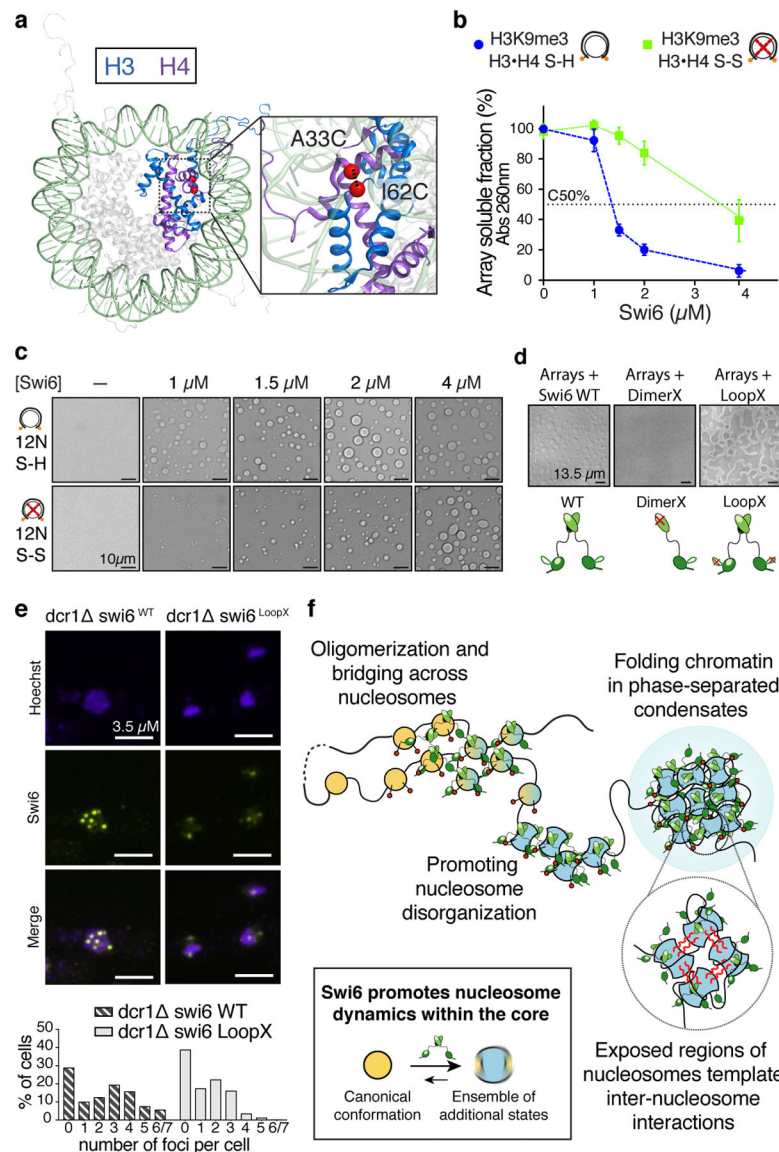 a
H3 H4
A33C
I62C
b
H3K9me3
H3•H4 S-H
H3K9me3
H3•H4 S-S
Array soluble fraction (%)
Abs 260nm
100
80
60
40
20
0
C50%
0 1 2 3 4
Swi6 (µM)
c
[Swi6] — 1 µM 1.5 µM 2 µM 4 µM
12N
S-H
12N
S-S
10µm
d
Arrays +
Swi6 WT
Arrays +
DimerX
Arrays +
LoopX
13.5 µm
WT DimerX LoopX
e
dcr1Δ swi6 WT dcr1Δ swi6 LoopX
Hoechst
3.5 µM
Swi6
Merge
dcr1Δ swi6 WT
dcr1Δ swi6 LoopX
% of cells
50
40
30
20
10
0
0 1 2 3 4 5 6/7 0 1 2 3 4 5 6/7
number of foci per cell
f
Oligomerization and
bridging across
nucleosomes
Folding chromatin
in phase-separated
condensates
Promoting
nucleosome
disorganization
Swi6 promotes nucleosome
dynamics within the core
Canonical
conformation
Ensemble of
additional states
Exposed regions of
nucleosomes template
inter-nucleosome
interactions